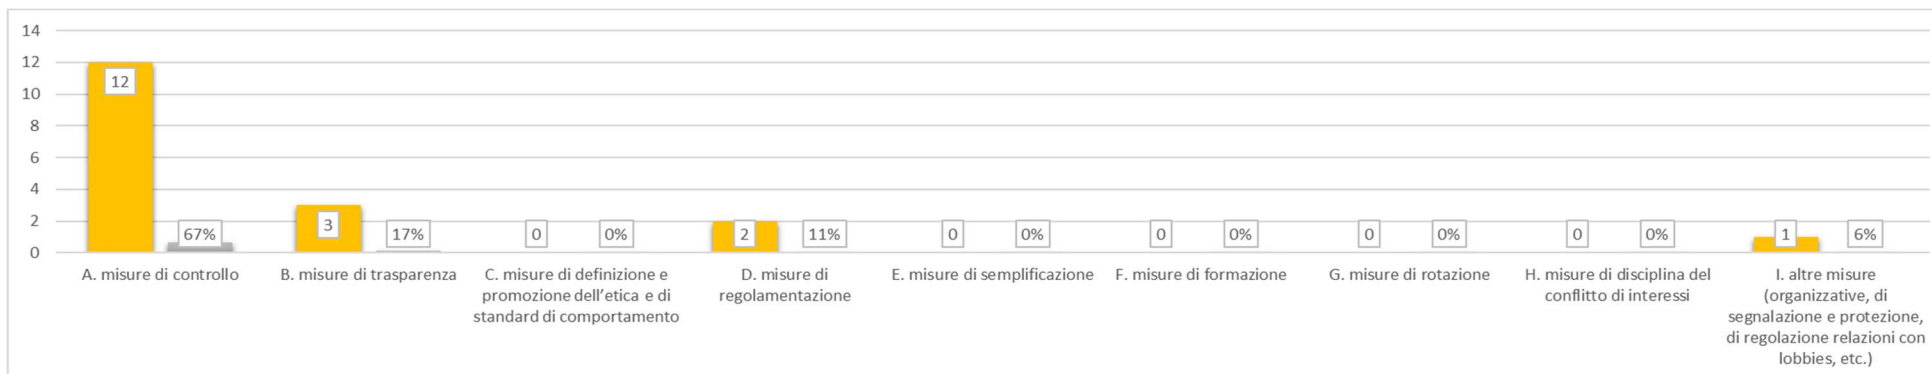 14
12
10
8
6
4
2
0
12
67%
3
17%
0
0%
2
11%
0
0%
0
0%
0
0%
0
0%
1
6%
A. misure di controllo
B. misure di trasparenza
C. misure di definizione e
promozione dell’etica e di
standard di comportamento
D. misure di
regolamentazione
E. misure di semplificazione
F. misure di formazione
G. misure di rotazione
H. misure di disciplina del
conflitto di interessi
I. altre misure
(organizzative, di
segnalazione e protezione,
di regolazione relazioni con
lobbies, etc.)